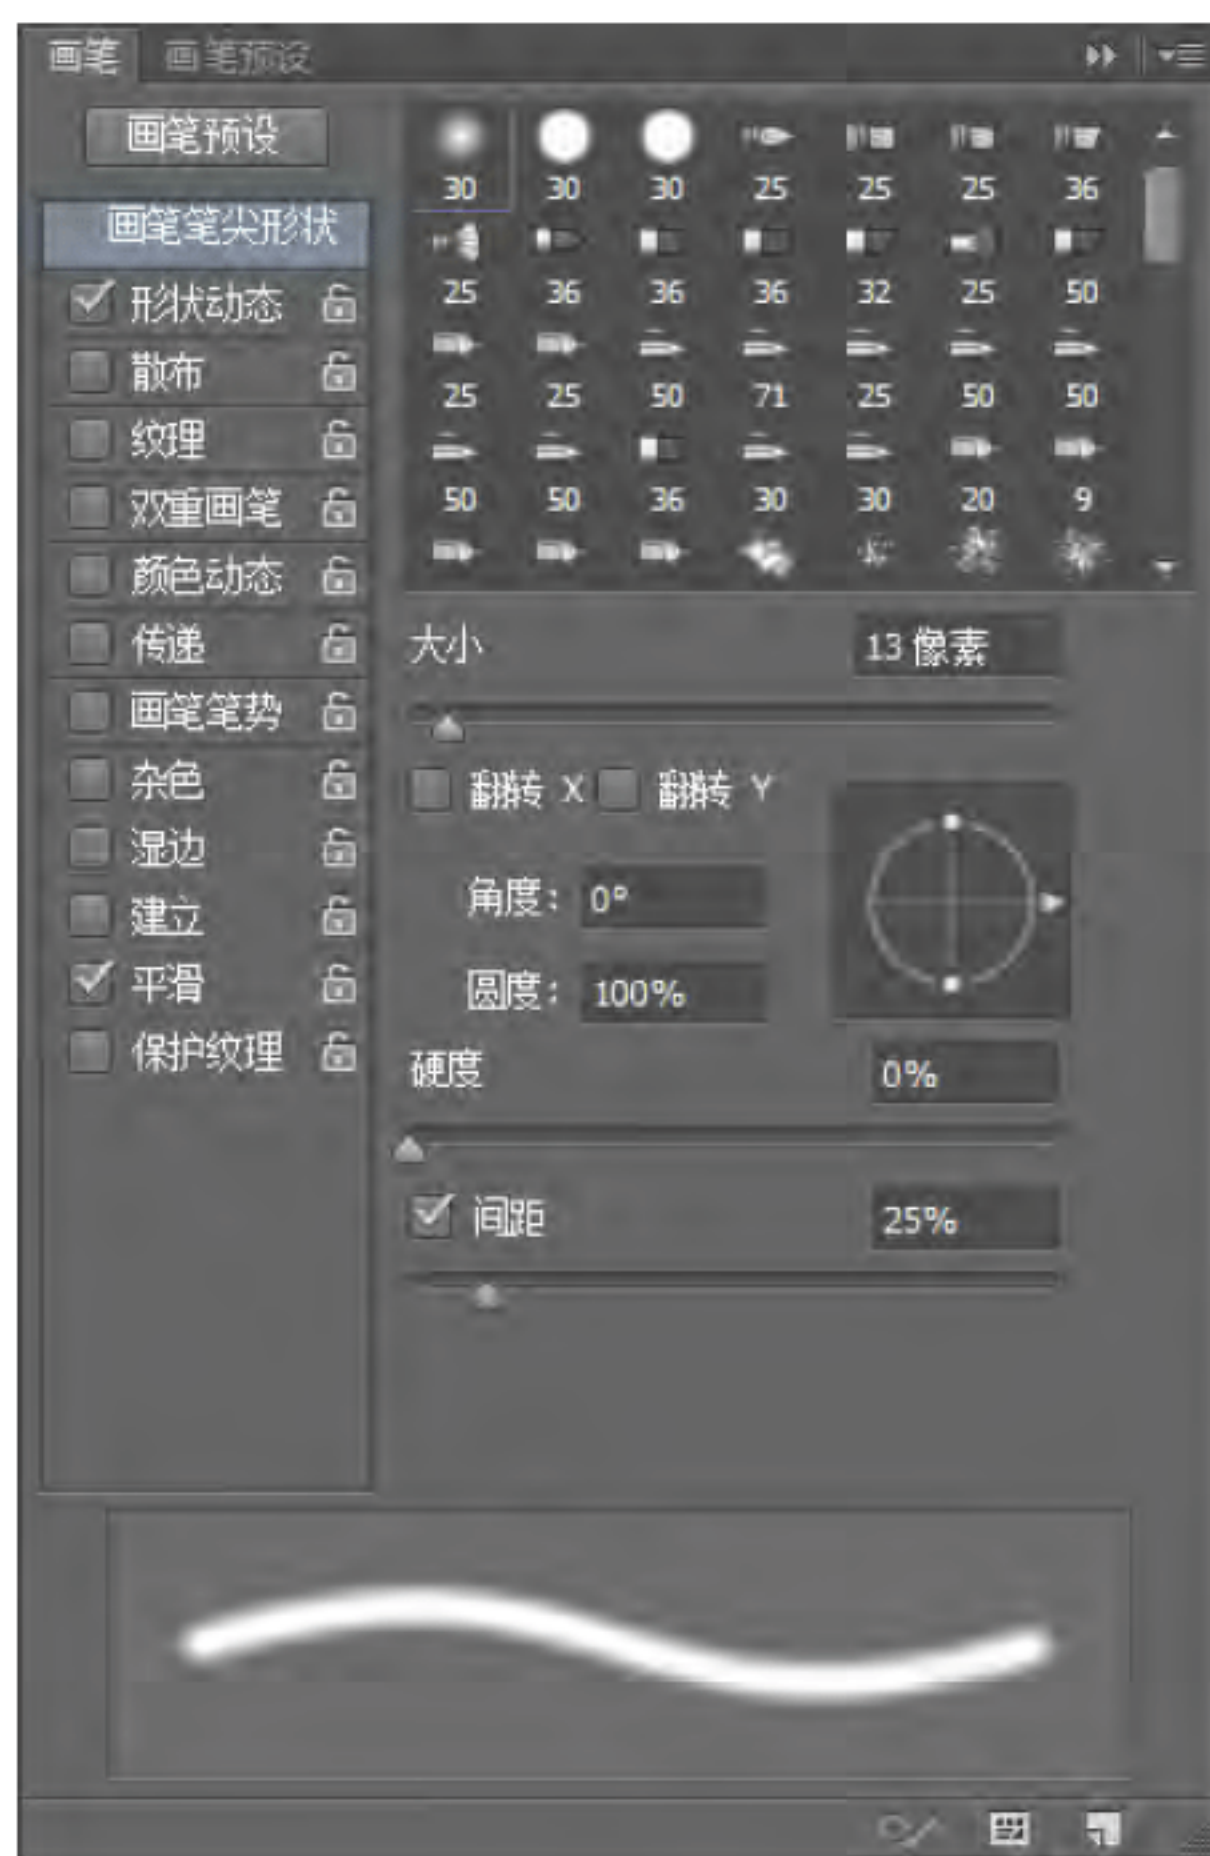 画笔 画笔预设
画笔预设
画笔笔尖形状
形状动态
散布
纹理
双重画笔
颜色动态
传递
画笔笔势
杂色
湿边
建立
平滑
保护纹理
30 30 30 25 25 25 36
25 36 36 36 32 25 50
25 25 50 71 25 50 50
50 50 36 30 30 20 9
大小 13 像素
翻转 X 翻转 Y
角度: 0°
圆度: 100%
硬度 0%
间距 25%